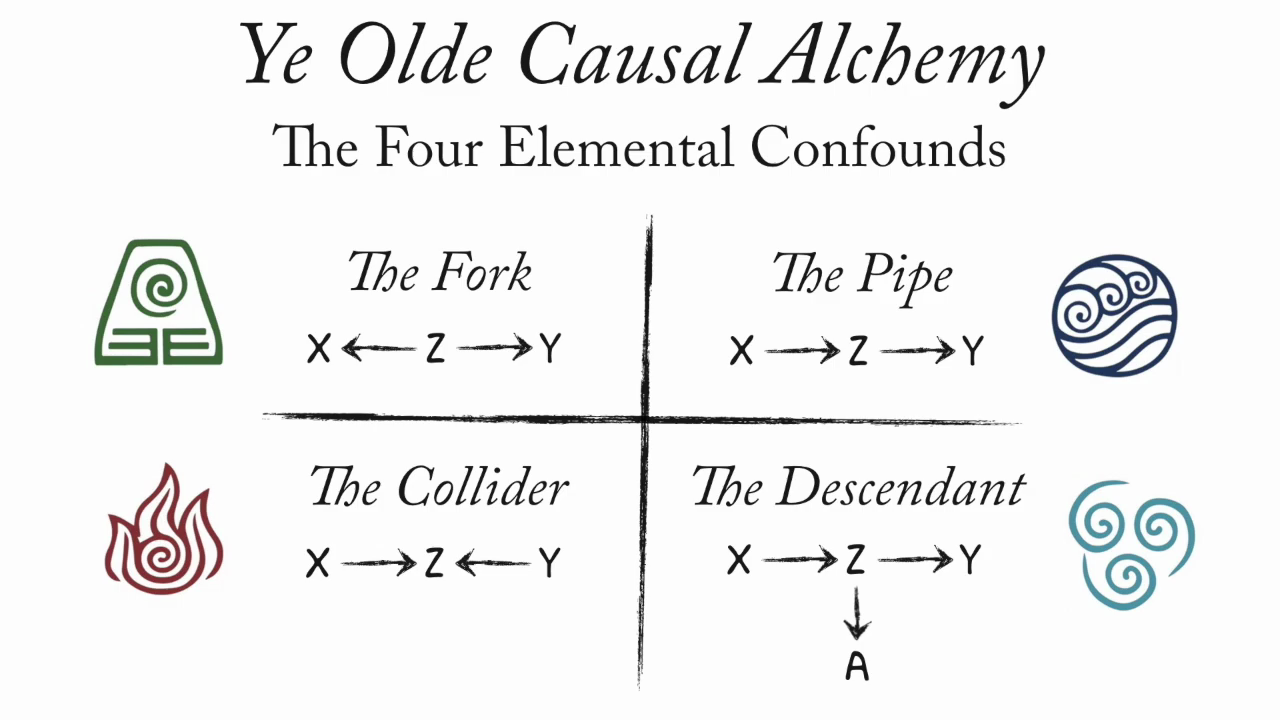 Ye Olde Causal Alchemy
The Four Elemental Confounds
The Fork
X Z Y
The Pipe
X Z Y
The Collider
X Z Y
The Descendant
X Z Y
A